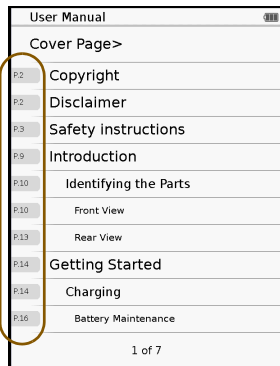 User Manual
Cover Page>
P.2 Copyright
P.2 Disclaimer
P.3 Safety instructions
P.9 Introduction
P.10 Identifying the Parts
P.10 Front View
P.13 Rear View
P.14 Getting Started
P.14 Charging
P.16 Battery Maintenance
1 of 7